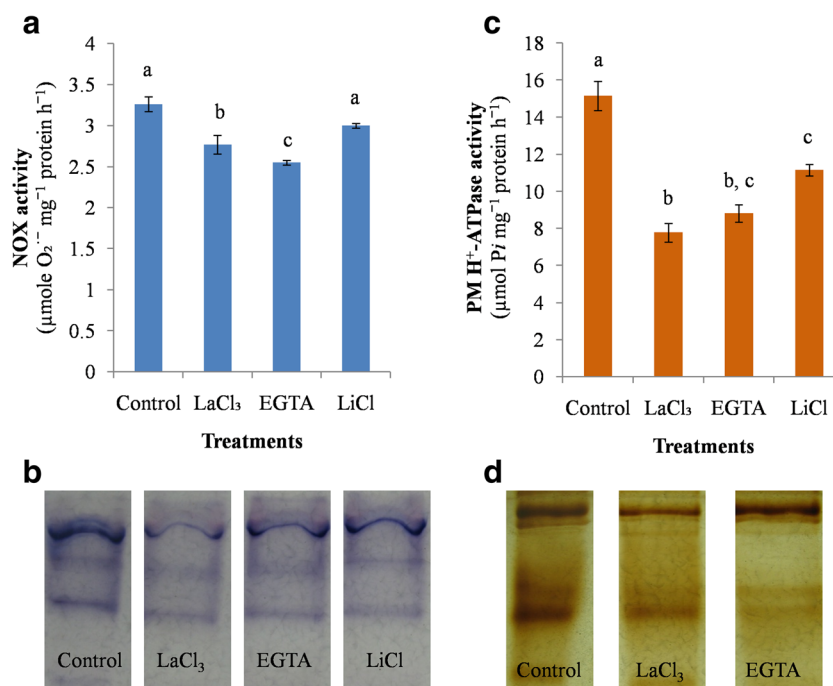 a
NOX activity
(µmole O₂˙⁻ mg⁻¹ protein h⁻¹)
4
3.5
3
2.5
2
1.5
1
0.5
0
a
b
c
a
Control LaCl₃ EGTA LiCl
Treatments
c
PM H⁺-ATPase activity
(µmol Pi mg⁻¹ protein h⁻¹)
18
16
14
12
10
8
6
4
2
0
a
b
b, c
c
Control LaCl₃ EGTA LiCl
Treatments
b
Control LaCl₃ EGTA LiCl
d
Control LaCl₃ EGTA